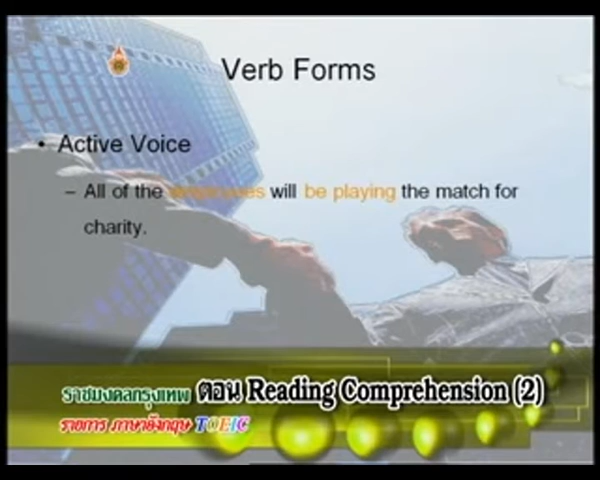 Verb Forms
• Active Voice
– All of the employees will be playing the match for
charity.
ราชมงคลกรุงเทพ ตอน Reading Comprehension (2)
รายการ ภาษาอังกฤษ TOEIC